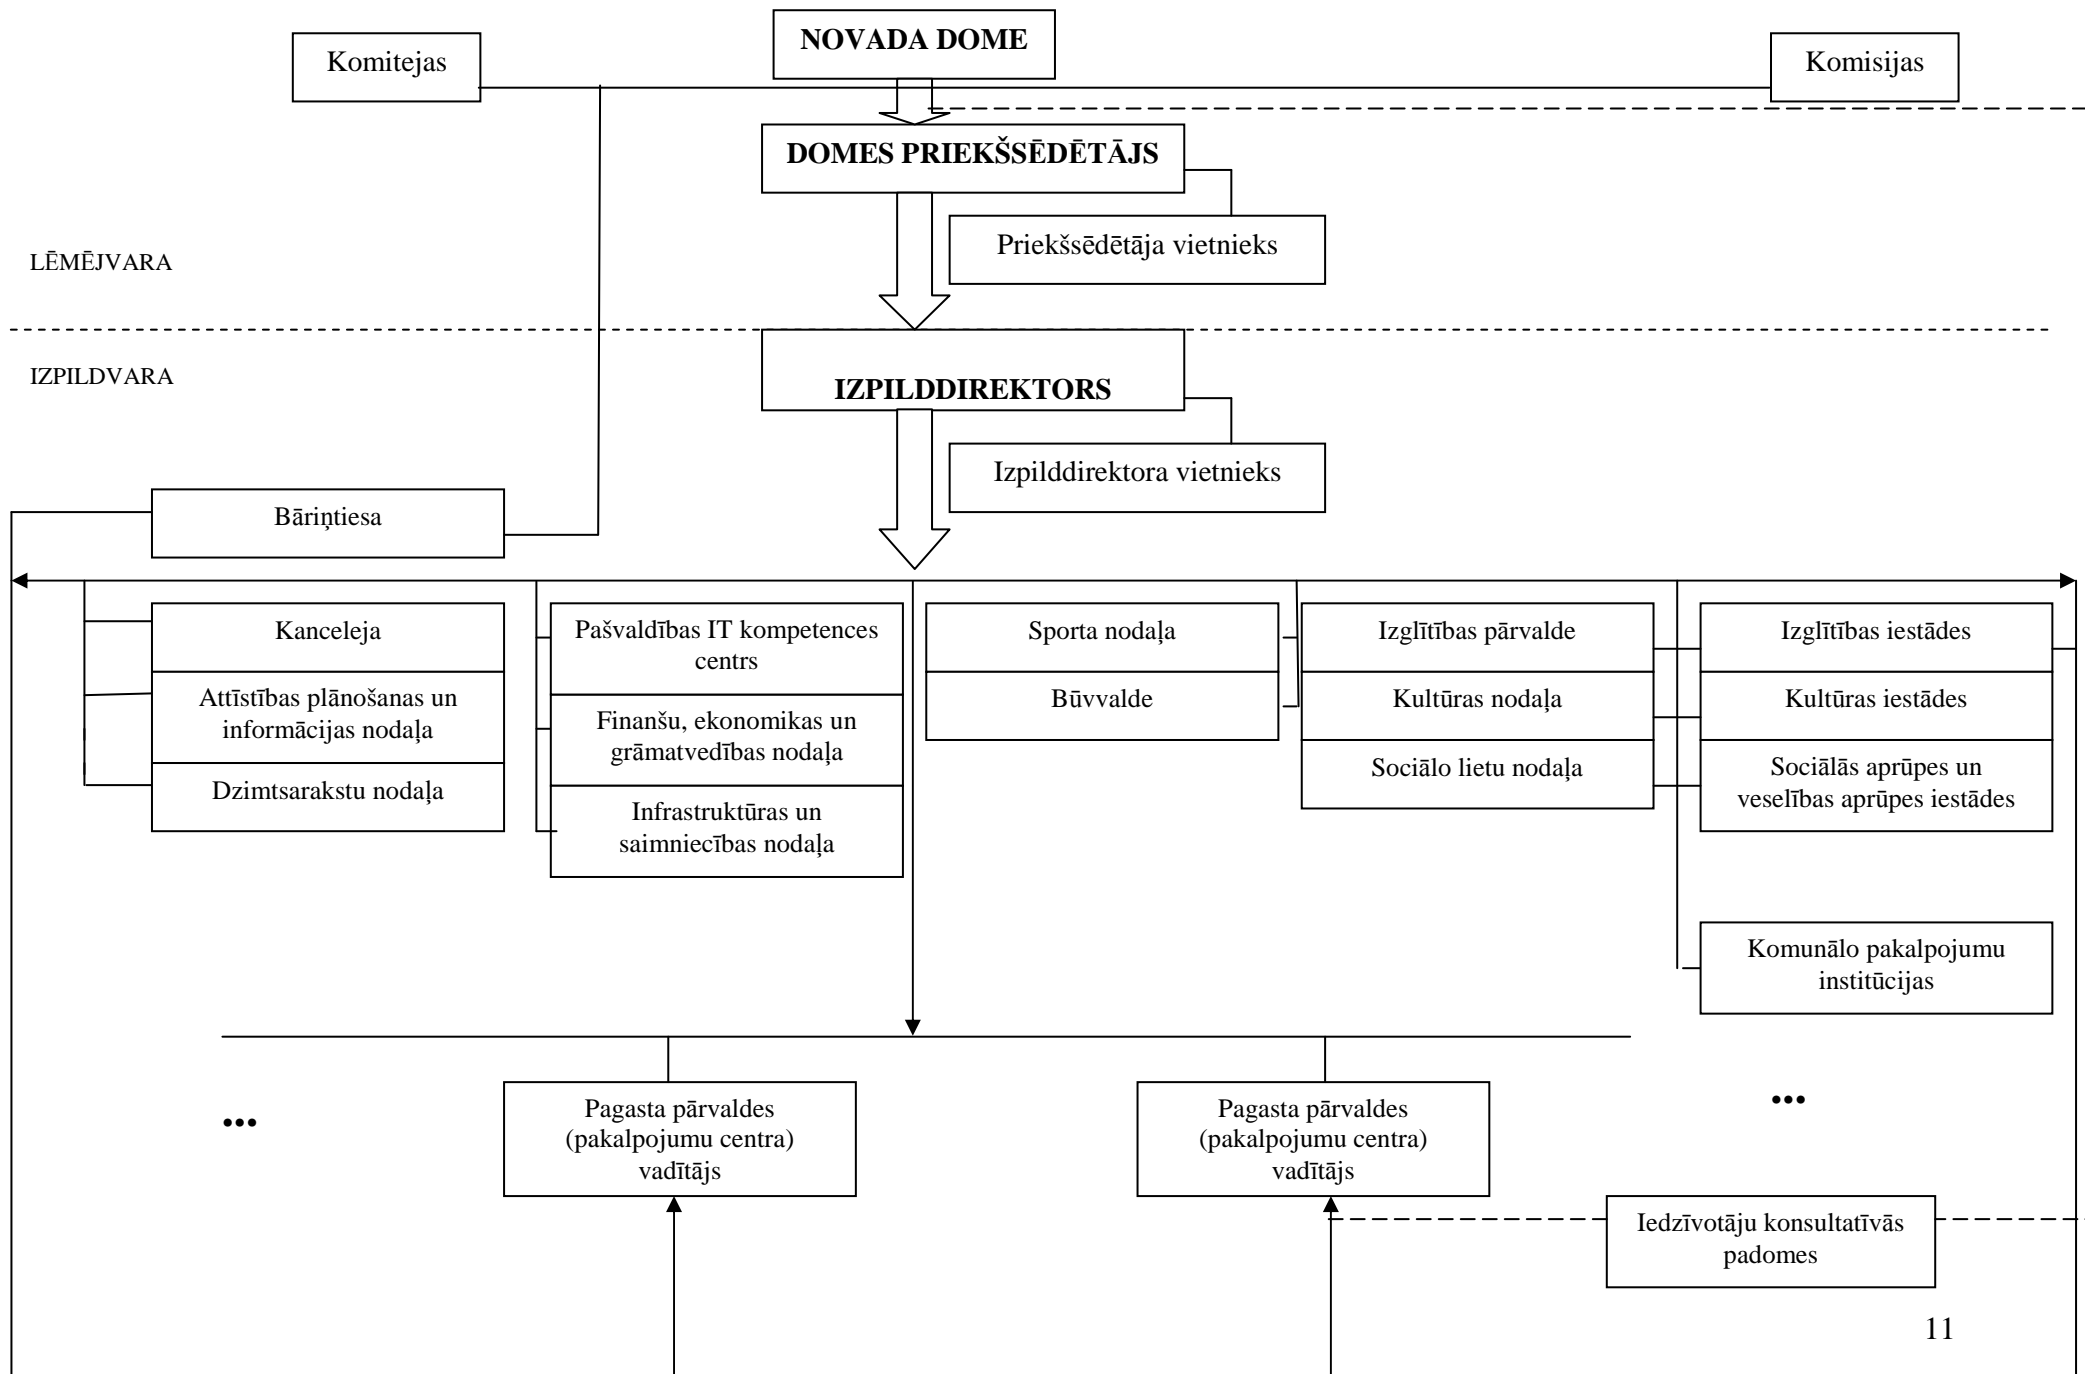 NOVADA DOME
Komitejas
Komisijas
DOMES PRIEKŠSĒDĒTĀJS
Priekšsēdētāja vietnieks
LĒMĒJVARA
IZPILDVARA
IZPILDDIREKTORS
Izpilddirektora vietnieks
Bāriņtiesa
Kanceleja
Attīstības plānošanas un
informācijas nodaļa
Dzimtsarakstu nodaļa
Pašvaldības IT kompetences
centrs
Finanšu, ekonomikas un
grāmatvedības nodaļa
Infrastruktūras un
saimniecības nodaļa
Sporta nodaļa
Būvvalde
Izglītības pārvalde
Kultūras nodaļa
Sociālo lietu nodaļa
Izglītības iestādes
Kultūras iestādes
Sociālās aprūpes un
veselības aprūpes iestādes
Komunālo pakalpojumu
institūcijas
...
Pagasta pārvaldes
(pakalpojumu centra)
vadītājs
Pagasta pārvaldes
(pakalpojumu centra)
vadītājs
...
Iedzīvotāju konsultatīvās
padomes
11